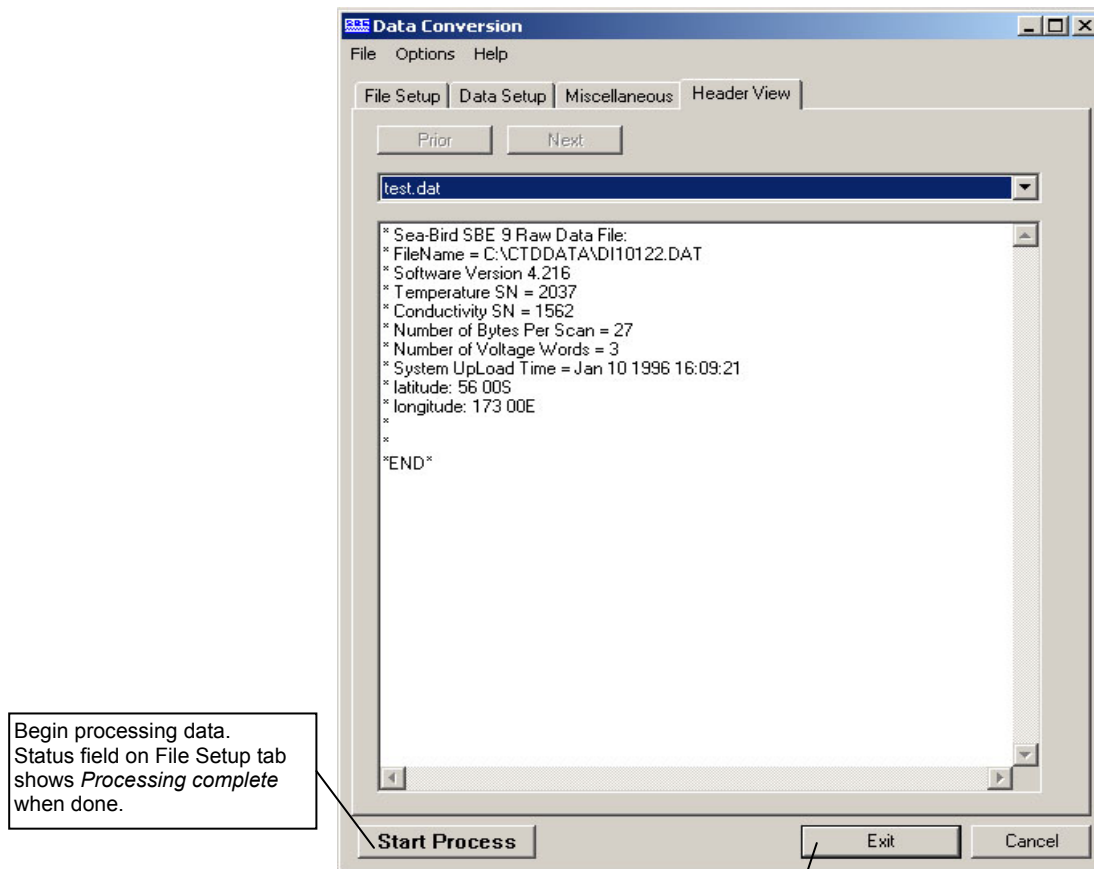 SBE Data Conversion
File Options Help
File Setup Data Setup Miscellaneous Header View
Prior Next
test.dat
* Sea-Bird SBE 9 Raw Data File:
* FileName = C:\CTDDATA\DI10122.DAT
* Software Version 4.216
* Temperature SN = 2037
* Conductivity SN = 1562
* Number of Bytes Per Scan = 27
* Number of Voltage Words = 3
* System UpLoad Time = Jan 10 1996 16:09:21
* latitude: 56 00S
* longitude: 173 00E
*
*
*END*
Begin processing data.
Status field on File Setup tab
shows Processing complete
when done.
Start Process Exit Cancel